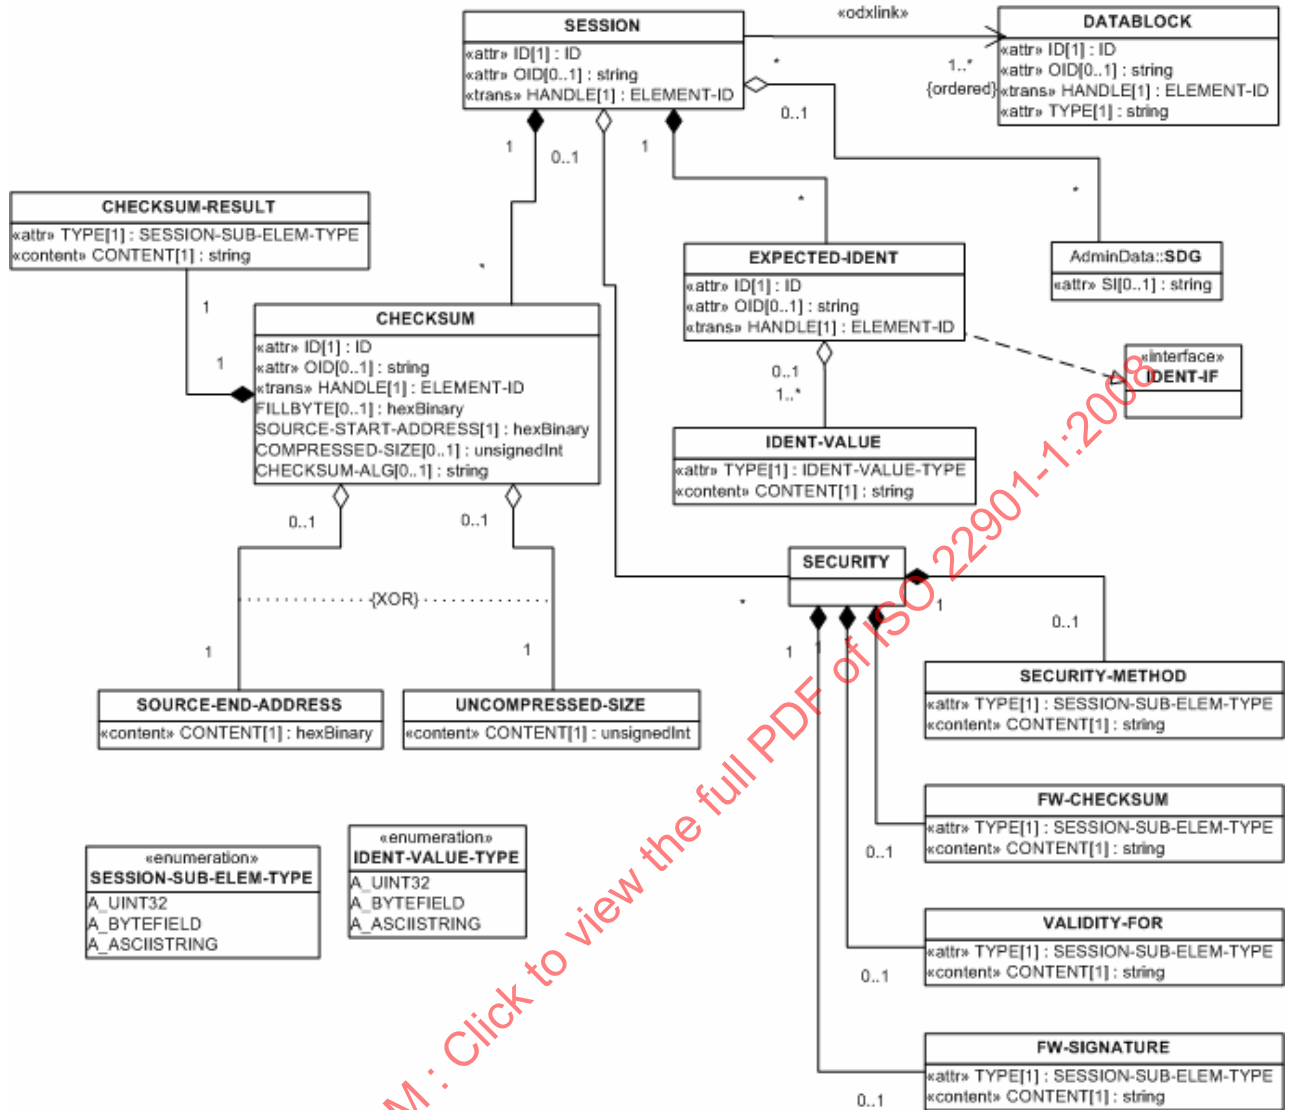 SESSION
«attr» ID[1] : ID
«attr» OID[0..1] : string
«trans» HANDLE[1] : ELEMENT-ID
«odxlink»
*
1..*
{ordered}
DATABLOCK
«attr» ID[1] : ID
«attr» OID[0..1] : string
«trans» HANDLE[1] : ELEMENT-ID
«attr» TYPE[1] : string
0..1
*
1
0..1
1
*
*
CHECKSUM-RESULT
«attr» TYPE[1] : SESSION-SUB-ELEM-TYPE
«content» CONTENT[1] : string
1
1
CHECKSUM
«attr» ID[1] : ID
«attr» OID[0..1] : string
«trans» HANDLE[1] : ELEMENT-ID
FILLBYTE[0..1] : hexBinary
SOURCE-START-ADDRESS[1] : hexBinary
COMPRESSED-SIZE[0..1] : unsignedInt
CHECKSUM-ALG[0..1] : string
EXPECTED-IDENT
«attr» ID[1] : ID
«attr» OID[0..1] : string
«trans» HANDLE[1] : ELEMENT-ID
AdminData::SDG
«attr» SI[0..1] : string
«interface»
IDENT-IF
0..1
1..*
IDENT-VALUE
«attr» TYPE[1] : IDENT-VALUE-TYPE
«content» CONTENT[1] : string
0..1
0..1
{XOR}
1
1
SOURCE-END-ADDRESS
«content» CONTENT[1] : hexBinary
UNCOMPRESSED-SIZE
«content» CONTENT[1] : unsignedInt
SECURITY
*
1
1
1
0..1
SECURITY-METHOD
«attr» TYPE[1] : SESSION-SUB-ELEM-TYPE
«content» CONTENT[1] : string
FW-CHECKSUM
«attr» TYPE[1] : SESSION-SUB-ELEM-TYPE
«content» CONTENT[1] : string
0..1
VALIDITY-FOR
«attr» TYPE[1] : SESSION-SUB-ELEM-TYPE
«content» CONTENT[1] : string
0..1
FW-SIGNATURE
«attr» TYPE[1] : SESSION-SUB-ELEM-TYPE
«content» CONTENT[1] : string
0..1
«enumeration»
SESSION-SUB-ELEM-TYPE
A_UINT32
A_BYTEFIELD
A_ASCIISTRING
«enumeration»
IDENT-VALUE-TYPE
A_UINT32
A_BYTEFIELD
A_ASCIISTRING
M : Click to view the full PDF of ISO 22901-1:2008